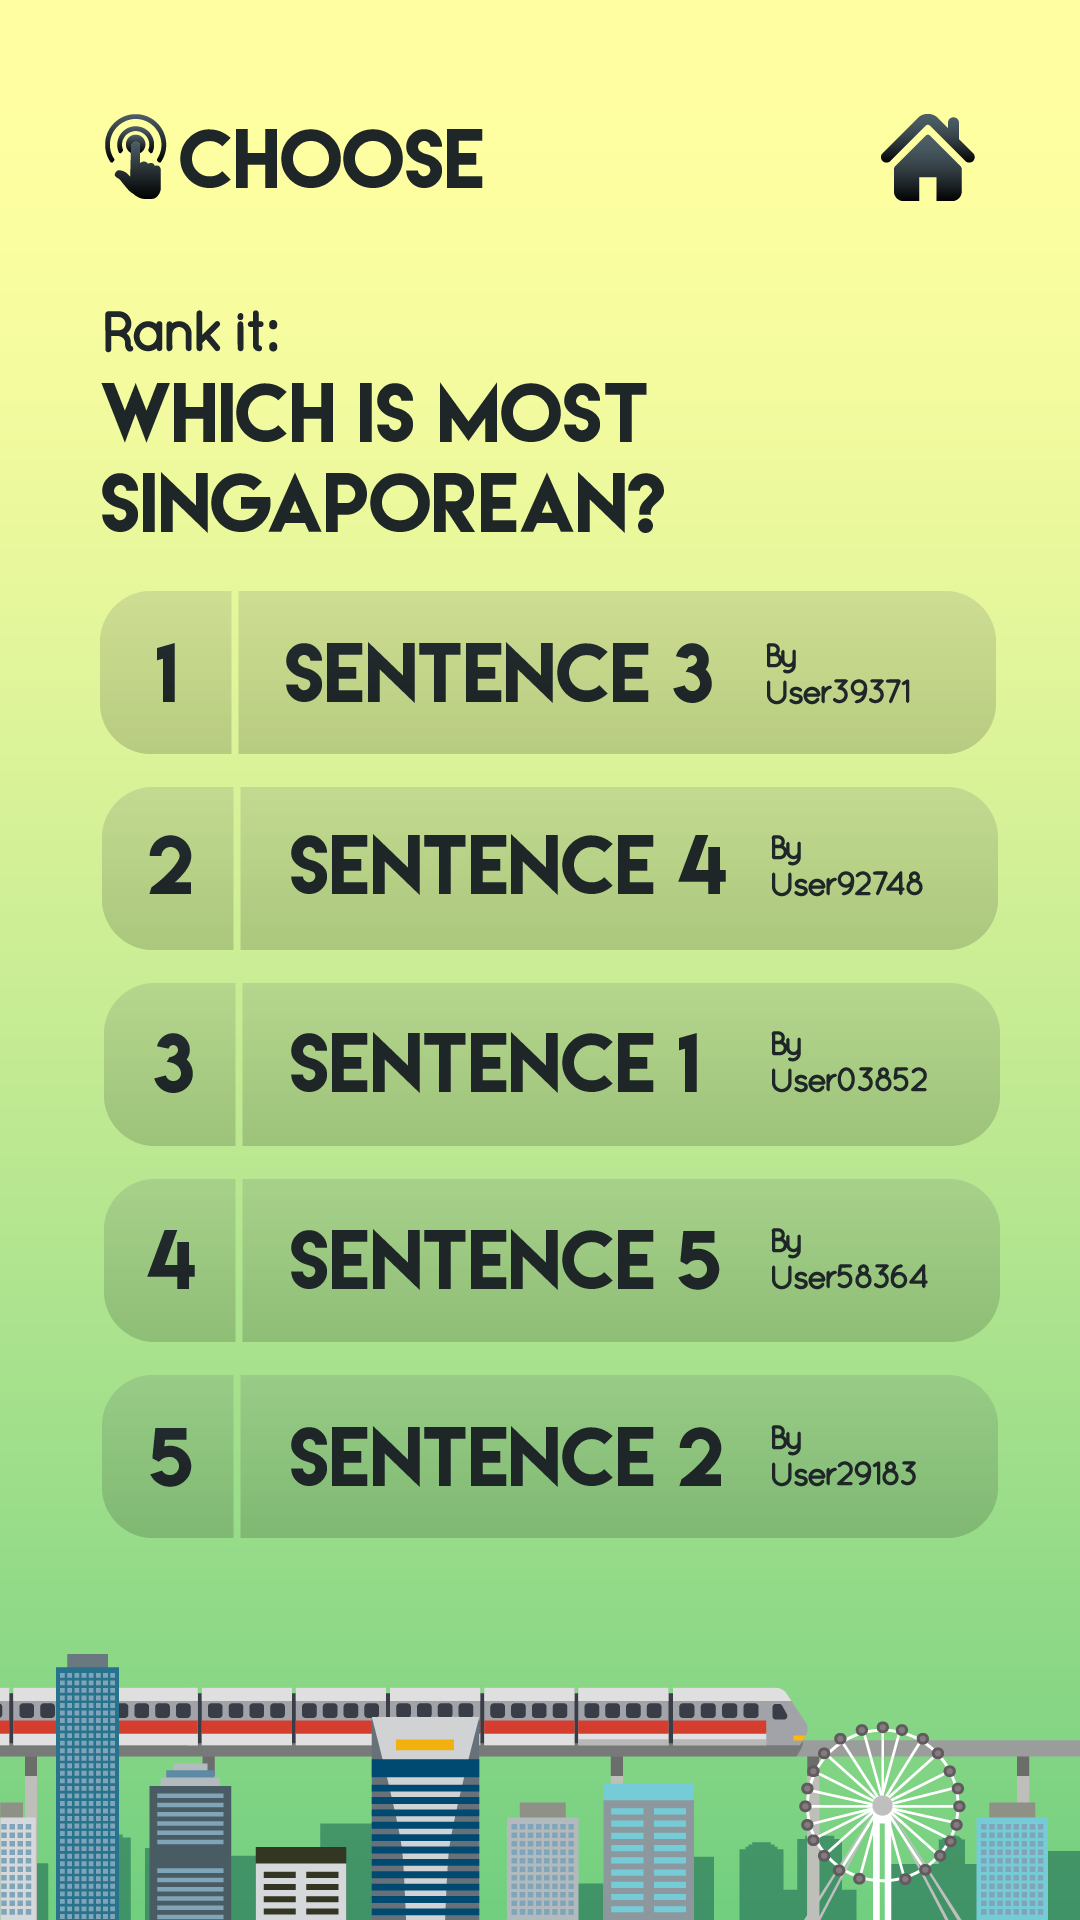 CHOOSE
Rank it:
WHICH IS MOST
SINGAPOREAN?
1 SENTENCE 3 By
User39371
2 SENTENCE 4 By
User92748
3 SENTENCE 1 By
User03852
4 SENTENCE 5 By
User58364
5 SENTENCE 2 By
User29183